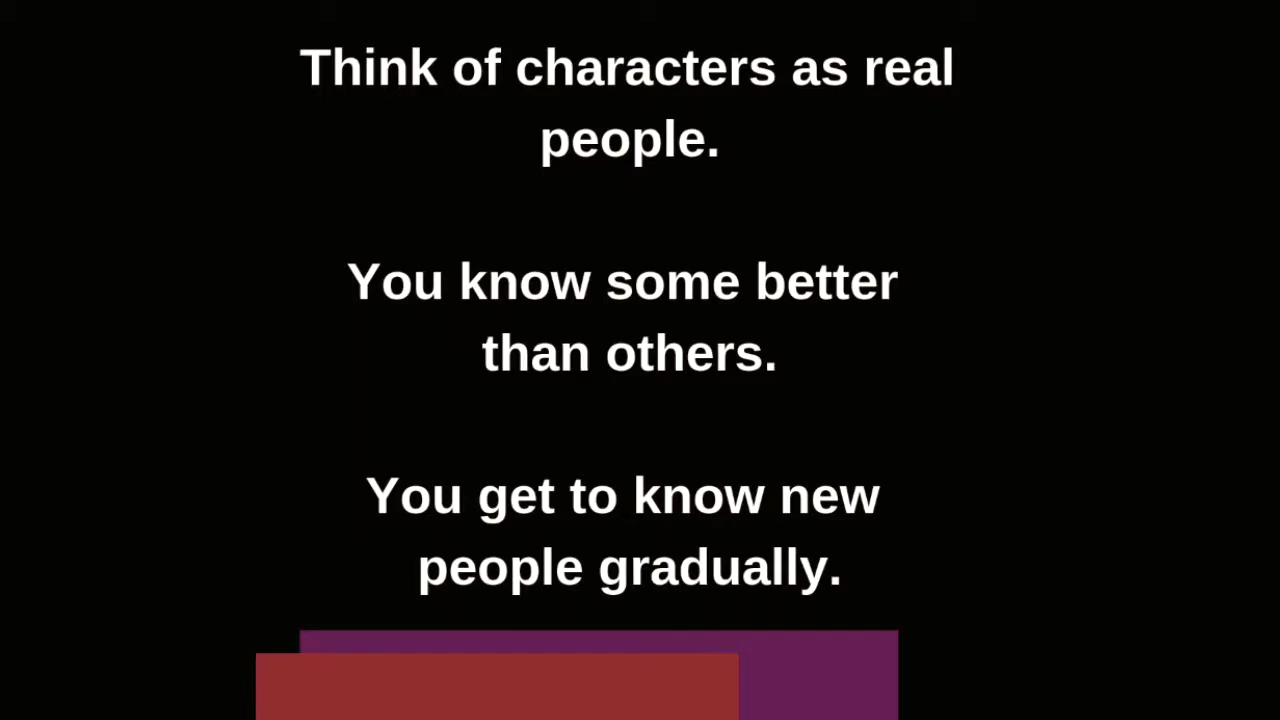 Think of characters as real
people.
You know some better
than others.
You get to know new
people gradually.